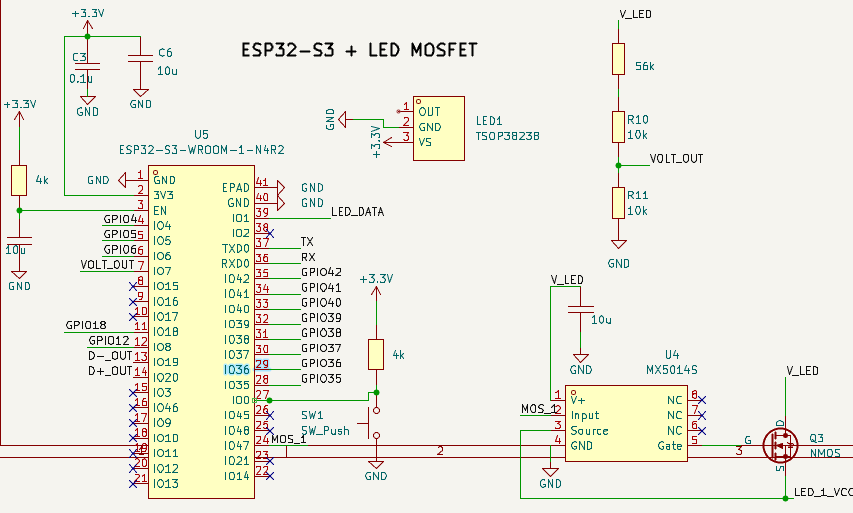 +3.3V
C3
0.1u
C6
10u
GND
GND
ESP32-S3 + LED MOSFET
V_LED
56k
R10
10k
VOLT_OUT
R11
10k
GND
GND
+3.3V
1
OUT
2
GND
3
VS
LED1
TSOP38238
+3.3V
4k
10u
GND
U5
ESP32-S3-WROOM-1-N4R2
GND
1
GND
2
3V3
3
EN
GPIO4
4
IO4
GPIO5
5
IO5
GPIO6
6
IO6
VOLT_OUT
7
IO7
8
IO15
9
IO16
10
IO17
GPIO18
11
IO18
GPIO12
12
IO8
D-_OUT
13
IO19
D+_OUT
14
IO20
15
IO3
16
IO46
17
IO9
18
IO10
19
IO11
20
IO12
21
IO13
EPAD
41
GND
GND
40
GND
IO1
39
LED_DATA
IO2
38
TXD0
37
TX
RXD0
36
RX
IO42
35
GPIO42
IO41
34
GPIO41
IO40
33
GPIO40
IO39
32
GPIO39
IO38
31
GPIO38
IO37
30
GPIO37
IO36
29
GPIO36
IO35
28
GPIO35
IO0
27
IO45
26
IO48
25
IO47
24
MOS_1
IO21
23
IO14
22
+3.3V
4k
SW1
SW_Push
GND
2
V_LED
10u
GND
U4
MX5014S
1
V+
MOS_1
2
Input
3
Source
4
GND
GND
NC
8
NC
7
NC
6
Gate
5
3
V_LED
D
G
S
Q3
NMOS
LED_1_VCC